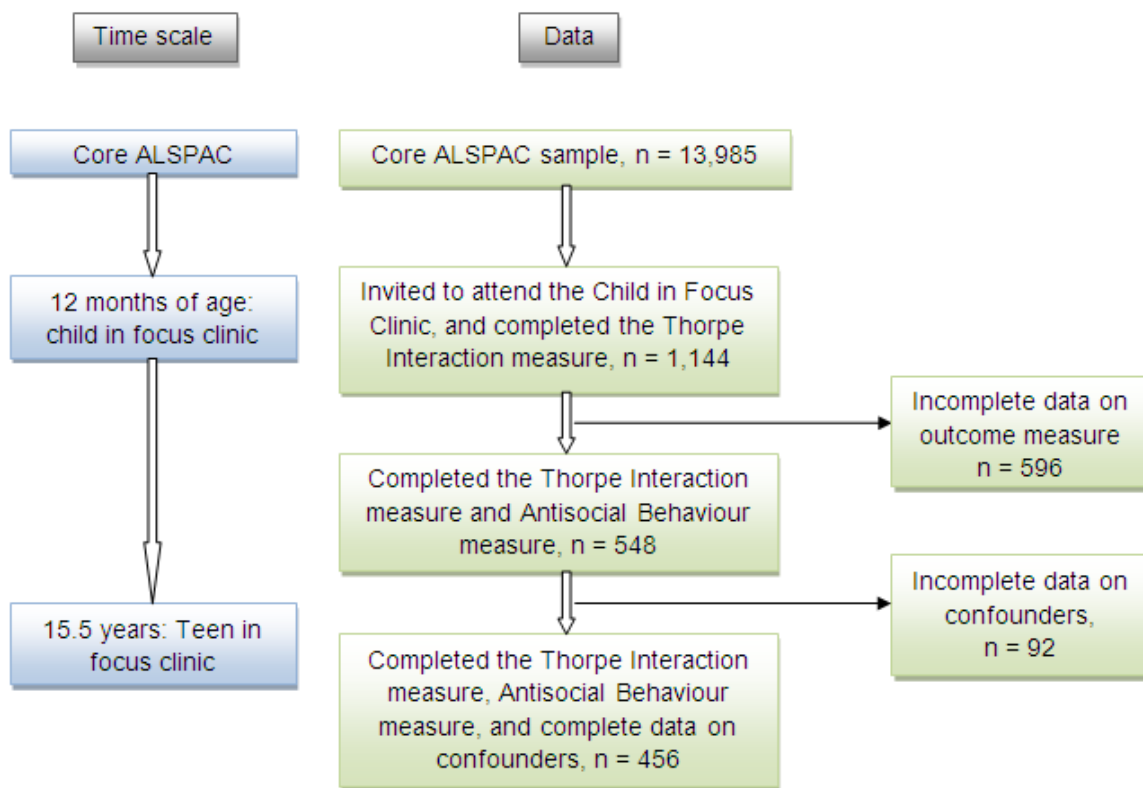 Time scale
Data
Core ALSPAC
Core ALSPAC sample, n = 13,985
12 months of age:
child in focus clinic
Invited to attend the Child in Focus
Clinic, and completed the Thorpe
Interaction measure, n = 1,144
Incomplete data on
outcome measure
n = 596
Completed the Thorpe Interaction
measure and Antisocial Behaviour
measure, n = 548
Incomplete data on
confounders,
n = 92
15.5 years: Teen in
focus clinic
Completed the Thorpe Interaction
measure, Antisocial Behaviour
measure, and complete data on
confounders, n = 456